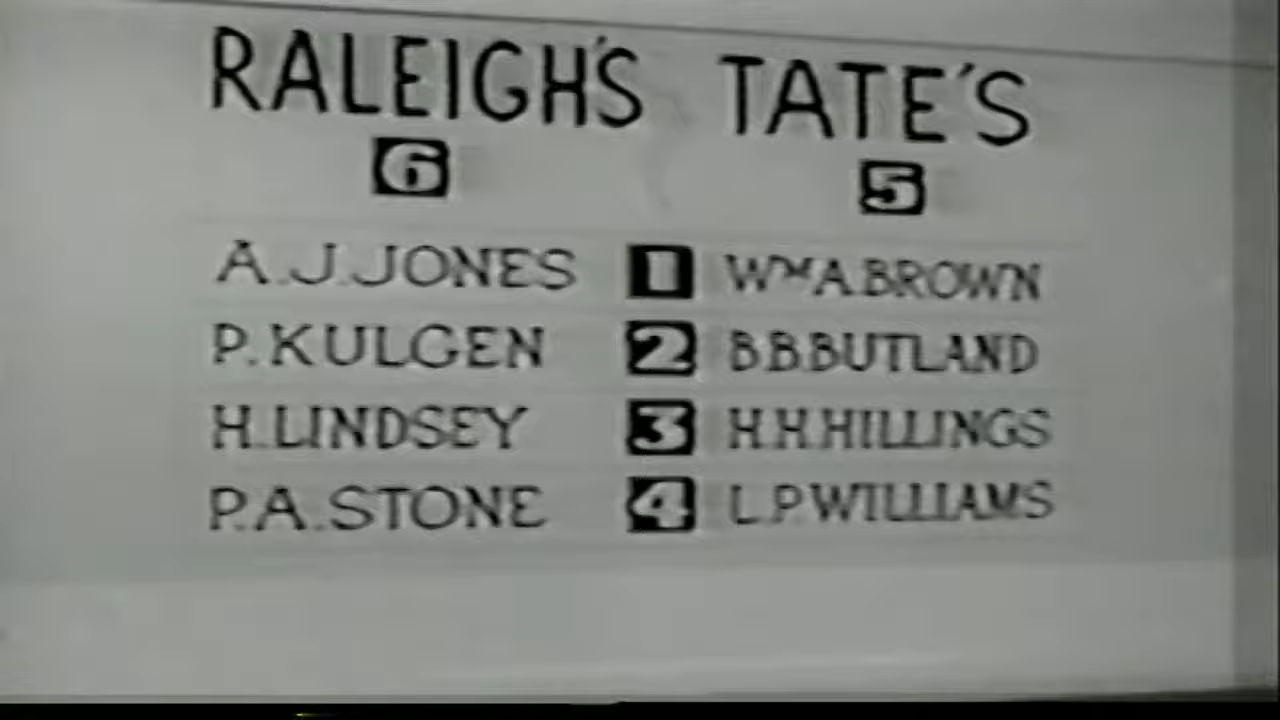 RALEIGH'S TATE'S
6 5
A.J.JONES 1 WM A.BROWN
P.KULGEN 2 B.B.BUTLAND
H.LINDSEY 3 H.H.HILLINGS
P.A.STONE 4 L.P.WILLIAMS